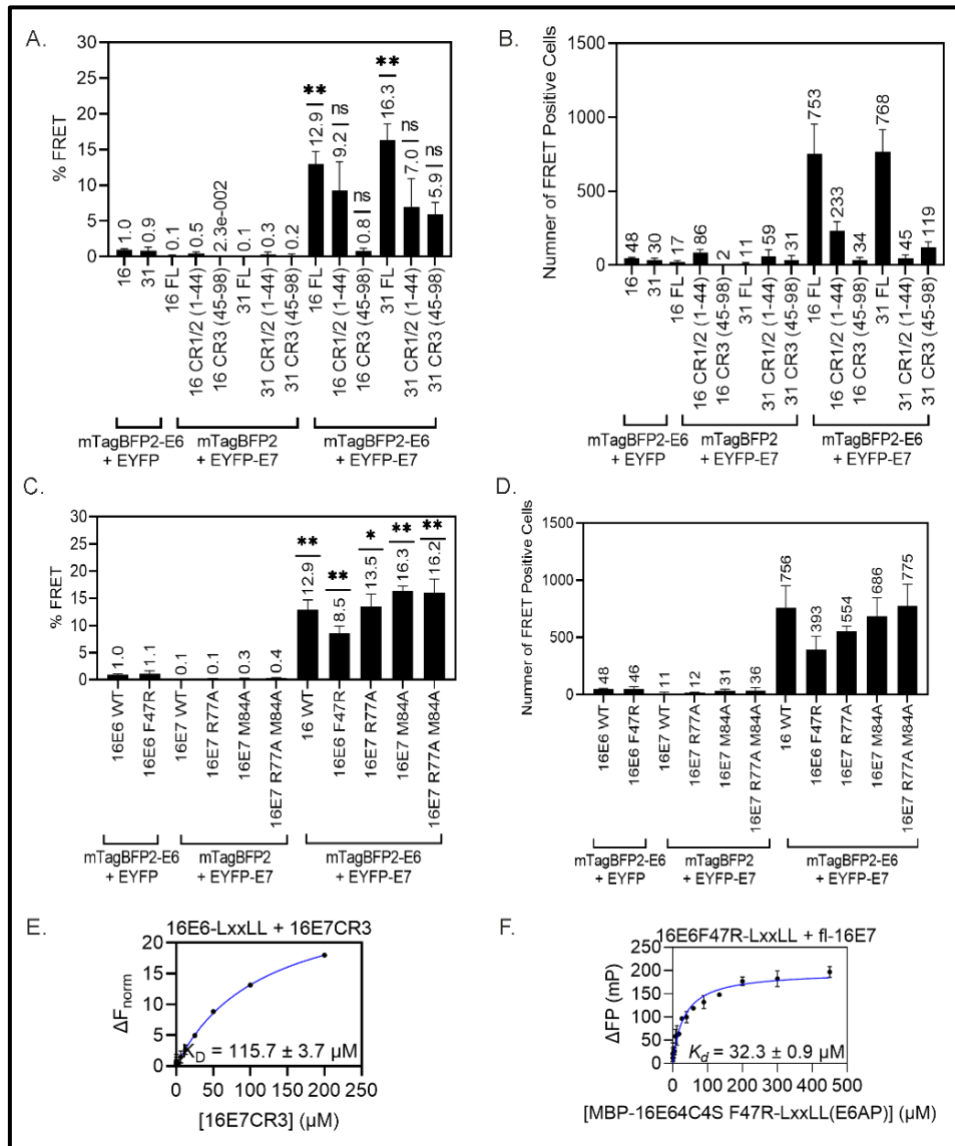 A.
% FRET
30
25
20
15
10
5
0
1.0
0.9
0.1
0.5
2.3e-002
0.1
0.3
0.2
**
12.9
ns
9.2
ns
0.8
**
16.3
ns
7.0
ns
5.9
16
31
16 FL
16 CR1/2 (1-44)
16 CR3 (45-98)
31 FL
31 CR1/2 (1-44)
31 CR3 (45-98)
16 FL
16 CR1/2 (1-44)
16 CR3 (45-98)
31 FL
31 CR1/2 (1-44)
31 CR3 (45-98)
mTagBFP2-E6
+ EYFP
mTagBFP2
+ EYFP-E7
mTagBFP2-E6
+ EYFP-E7
B.
Numner of FRET Positive Cells
1500
1000
500
0
48
30
17
86
2
11
59
31
753
233
34
768
45
119
16
31
16 FL
16 CR1/2 (1-44)
16 CR3 (45-98)
31 FL
31 CR1/2 (1-44)
31 CR3 (45-98)
16 FL
16 CR1/2 (1-44)
16 CR3 (45-98)
31 FL
31 CR1/2 (1-44)
31 CR3 (45-98)
mTagBFP2-E6
+ EYFP
mTagBFP2
+ EYFP-E7
mTagBFP2-E6
+ EYFP-E7
C.
% FRET
30
25
20
15
10
5
0
1.0
1.1
0.1
0.1
0.3
0.4
**
12.9
**
8.5
*
13.5
**
16.3
**
16.2
16E6 WT
16E6 F47R
16E7 WT
16E7 R77A
16E7 M84A
16E7 R77A M84A
16 WT
16E6 F47R
16E7 R77A
16E7 M84A
16E7 R77A M84A
mTagBFP2-E6
+ EYFP
mTagBFP2
+ EYFP-E7
mTagBFP2-E6
+ EYFP-E7
D.
Numner of FRET Positive Cells
1500
1000
500
0
48
46
11
12
31
36
756
393
554
686
775
16E6 WT
16E6 F47R
16E7 WT
16E7 R77A
16E7 M84A
16E7 R77A M84A
16 WT
16E6 F47R
16E7 R77A
16E7 M84A
16E7 R77A M84A
mTagBFP2-E6
+ EYFP
mTagBFP2
+ EYFP-E7
mTagBFP2-E6
+ EYFP-E7
E.
16E6-LxxLL + 16E7CR3
ΔFnorm
20
15
10
5
0
KD = 115.7 ± 3.7 µM
0 50 100 150 200 250
[16E7CR3] (µM)
F.
16E6F47R-LxxLL + fl-16E7
ΔFP (mP)
250
200
150
100
50
0
Kd = 32.3 ± 0.9 µM
0 100 200 300 400 500
[MBP-16E64C4S F47R-LxxLL(E6AP)] (µM)